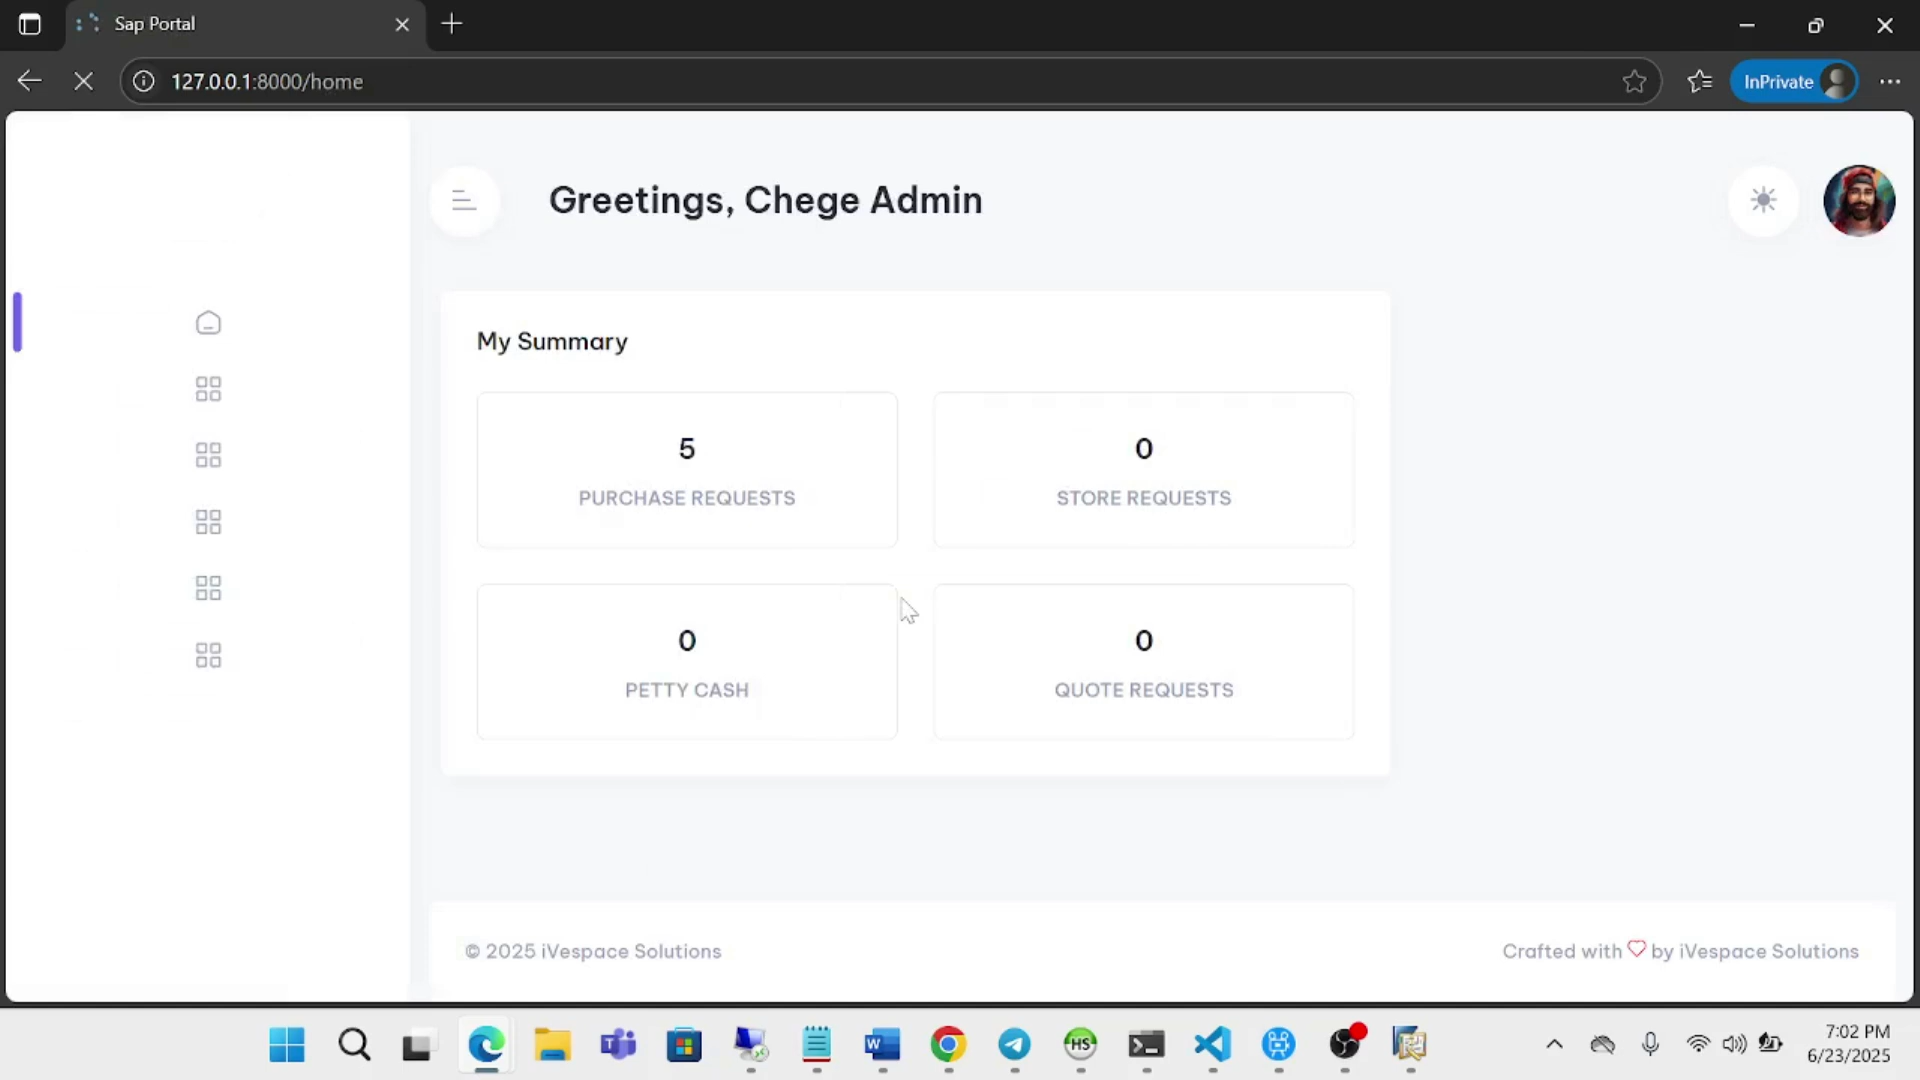 Sap Portal
127.0.0.1:8000/home
InPrivate
Greetings, Chege Admin
My Summary
5
PURCHASE REQUESTS
0
STORE REQUESTS
0
PETTY CASH
0
QUOTE REQUESTS
© 2025 iVespace Solutions
Crafted with ♡ by iVespace Solutions
W
HS
7:02 PM
6/23/2025